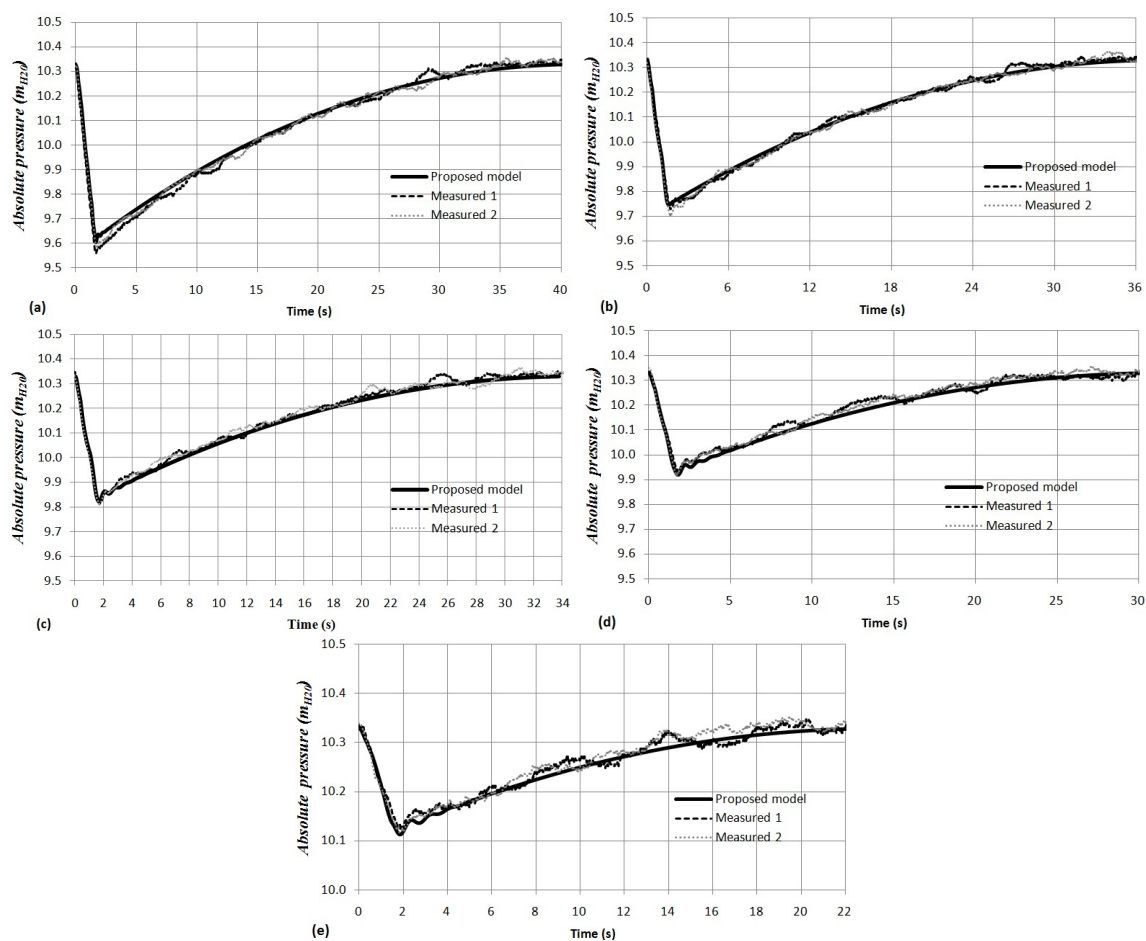 Absolute pressure (mH20)
10.5
10.4
10.3
10.2
10.1
10.0
9.9
9.8
9.7
9.6
9.5
Proposed model
Measured 1
Measured 2
0 5 10 15 20 25 30 35 40
(a)
Time (s)
Absolute pressure (mH20)
10.5
10.4
10.3
10.2
10.1
10.0
9.9
9.8
9.7
9.6
9.5
Proposed model
Measured 1
Measured 2
0 6 12 18 24 30 36
(b)
Time (s)
Absolute pressure (mH20)
10.5
10.4
10.3
10.2
10.1
10.0
9.9
9.8
9.7
9.6
9.5
Proposed model
Measured 1
Measured 2
0 2 4 6 8 10 12 14 16 18 20 22 24 26 28 30 32 34
(c)
Time (s)
Absolute pressure (mH20)
10.5
10.4
10.3
10.2
10.1
10.0
9.9
9.8
9.7
9.6
9.5
Proposed model
Measured 1
Measured 2
0 5 10 15 20 25 30
(d)
Time (s)
Absolute pressure (mH20)
10.5
10.4
10.3
10.2
10.1
10.0
Proposed model
Measured 1
Measured 2
0 2 4 6 8 10 12 14 16 18 20 22
(e)
Time (s)